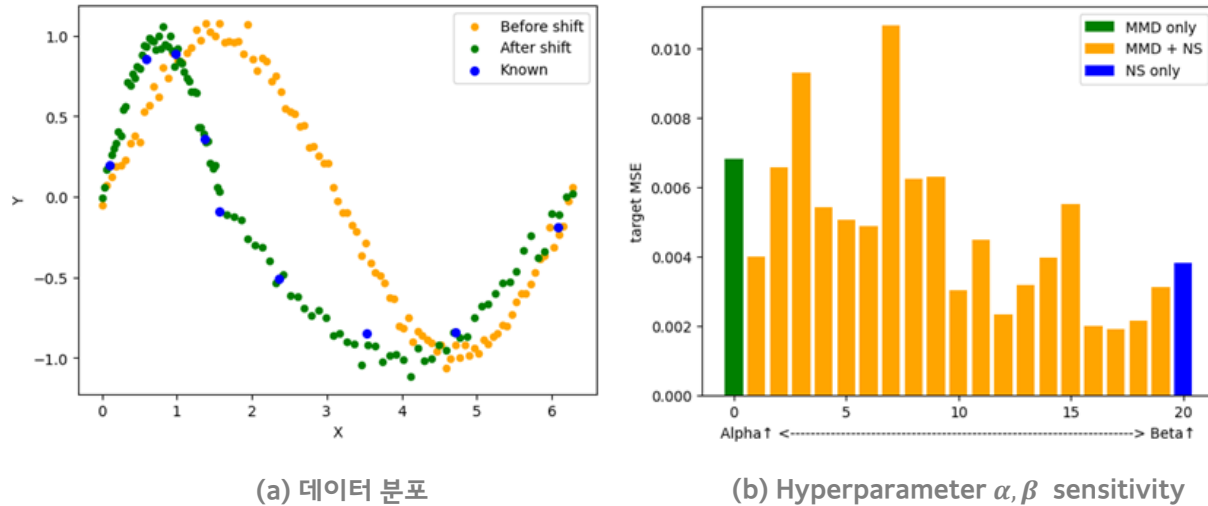 Before shift
After shift
Known
1.0
0.5
0.0
−0.5
−1.0
Y
0 1 2 3 4 5 6
X
(a) 데이터 분포
MMD only
MMD + NS
NS only
0.010
0.008
0.006
0.004
0.002
0.000
target MSE
0 5 10 15 20
Alpha↑ <----------------------------------------------------> Beta↑
(b) Hyperparameter α, β sensitivity